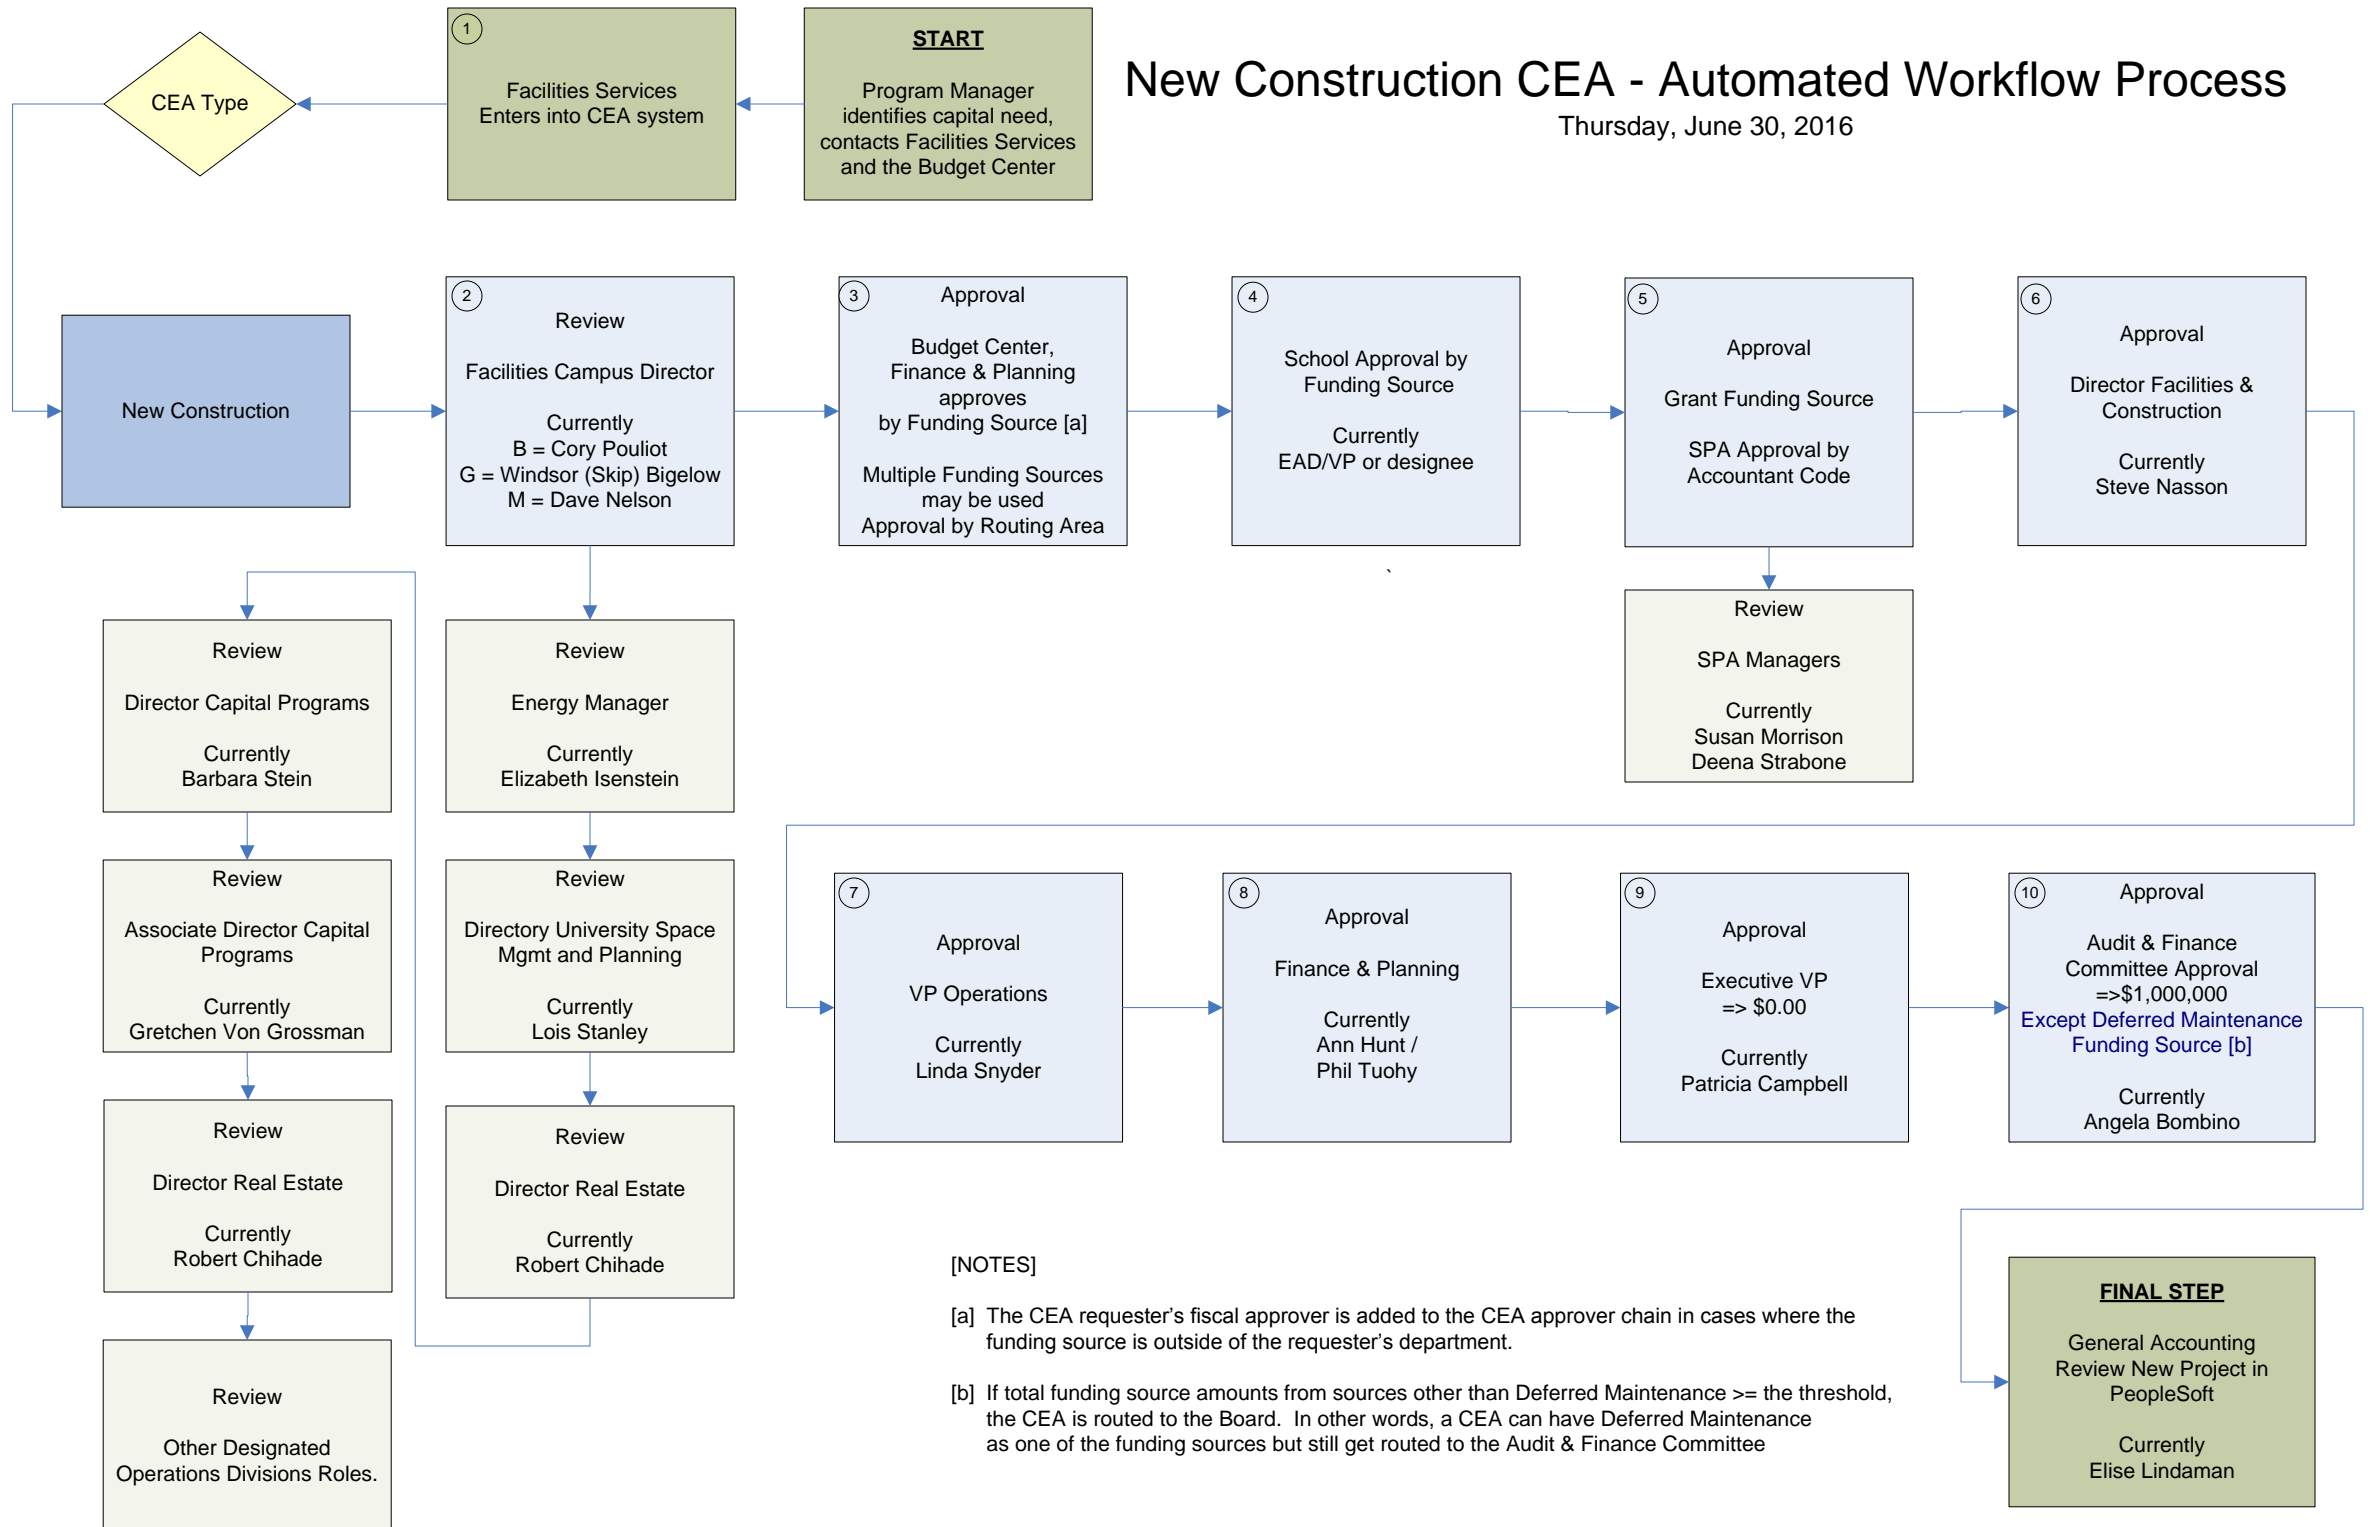 New Construction CEA - Automated Workflow Process
Thursday, June 30, 2016
START
Program Manager
identifies capital need,
contacts Facilities Services
and the Budget Center
1
Facilities Services
Enters into CEA system
CEA Type
New Construction
2
Review
Facilities Campus Director
Currently
B = Cory Pouliot
G = Windsor (Skip) Bigelow
M = Dave Nelson
3
Approval
Budget Center,
Finance & Planning
approves
by Funding Source [a]
Multiple Funding Sources
may be used
Approval by Routing Area
4
School Approval by
Funding Source
Currently
EAD/VP or designee
`
5
Approval
Grant Funding Source
SPA Approval by
Accountant Code
6
Approval
Director Facilities &
Construction
Currently
Steve Nasson
Review
SPA Managers
Currently
Susan Morrison
Deena Strabone
Review
Energy Manager
Currently
Elizabeth Isenstein
Review
Directory University Space
Mgmt and Planning
Currently
Lois Stanley
Review
Director Real Estate
Currently
Robert Chihade
Review
Director Capital Programs
Currently
Barbara Stein
Review
Associate Director Capital
Programs
Currently
Gretchen Von Grossman
Review
Director Real Estate
Currently
Robert Chihade
Review
Other Designated
Operations Divisions Roles.
7
Approval
VP Operations
Currently
Linda Snyder
8
Approval
Finance & Planning
Currently
Ann Hunt /
Phil Tuohy
9
Approval
Executive VP
=> $0.00
Currently
Patricia Campbell
10
Approval
Audit & Finance
Committee Approval
=>$1,000,000
Except Deferred Maintenance
Funding Source [b]
Currently
Angela Bombino
FINAL STEP
General Accounting
Review New Project in
PeopleSoft
Currently
Elise Lindaman
[NOTES]
[a] The CEA requester’s fiscal approver is added to the CEA approver chain in cases where the
funding source is outside of the requester’s department.
[b] If total funding source amounts from sources other than Deferred Maintenance >= the threshold,
the CEA is routed to the Board. In other words, a CEA can have Deferred Maintenance
as one of the funding sources but still get routed to the Audit & Finance Committee